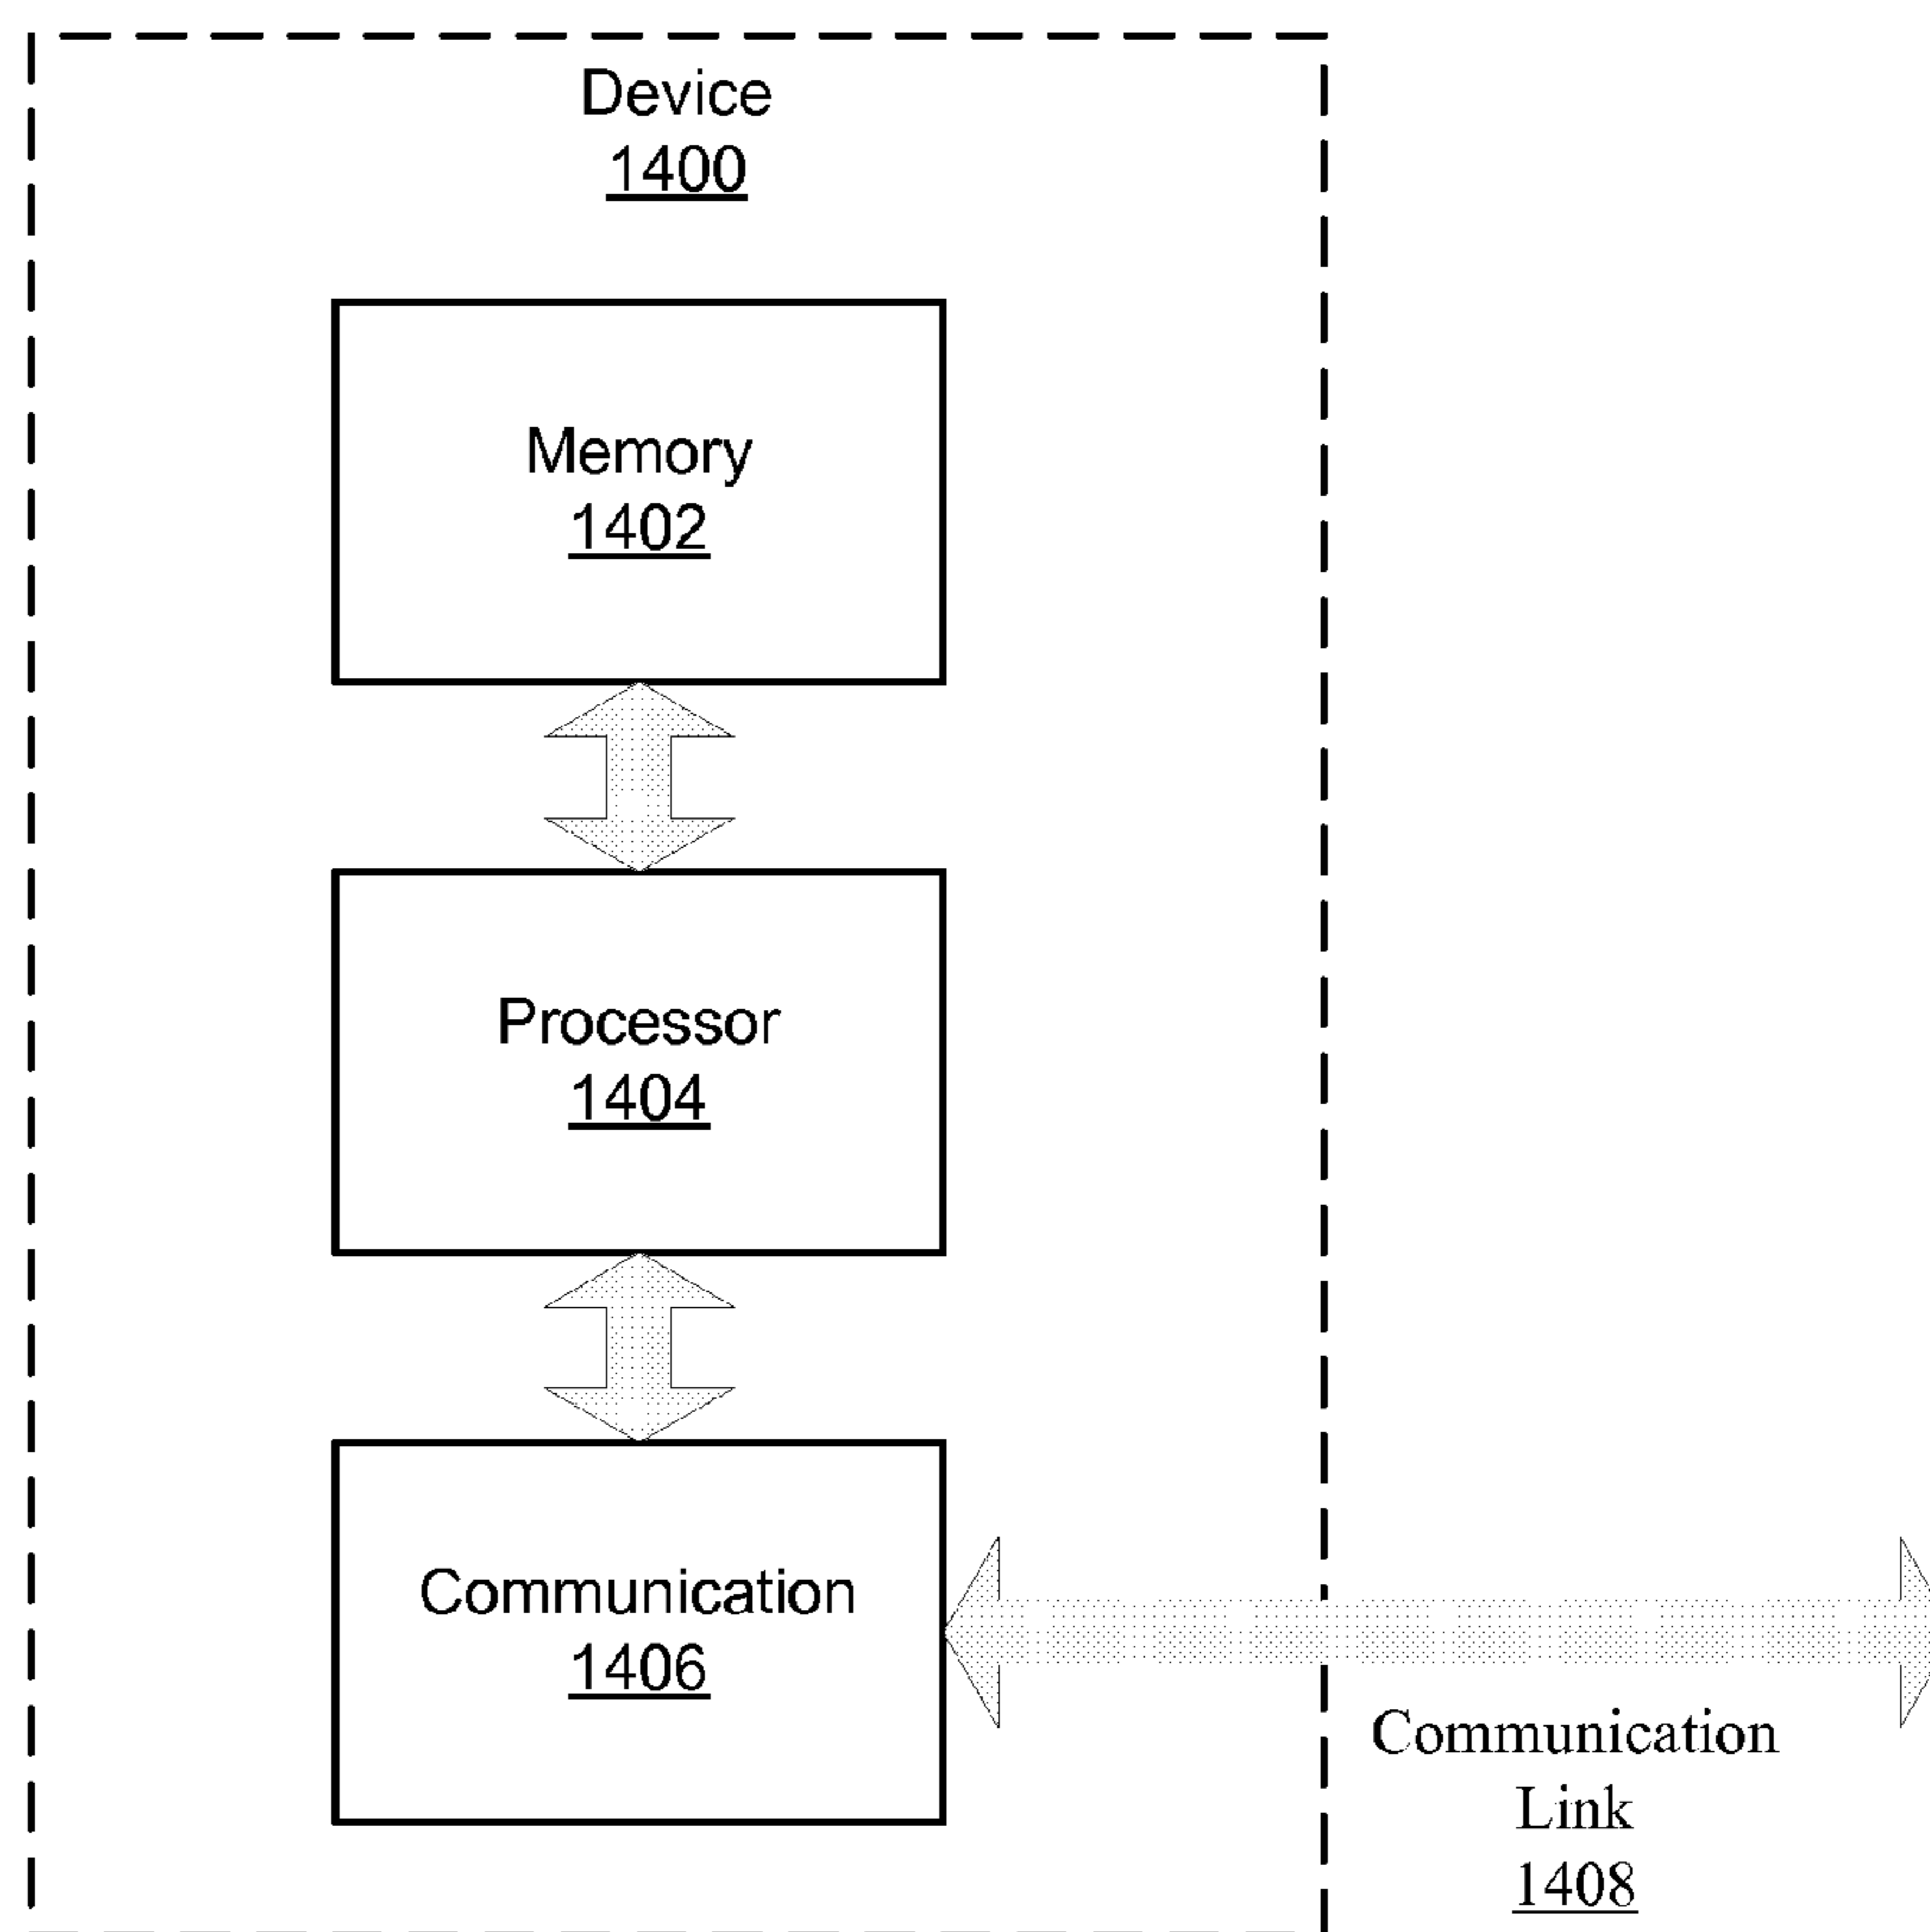 Device
1400
Memory
1402
Processor
1404
Communication
1406
Communication
Link
1408